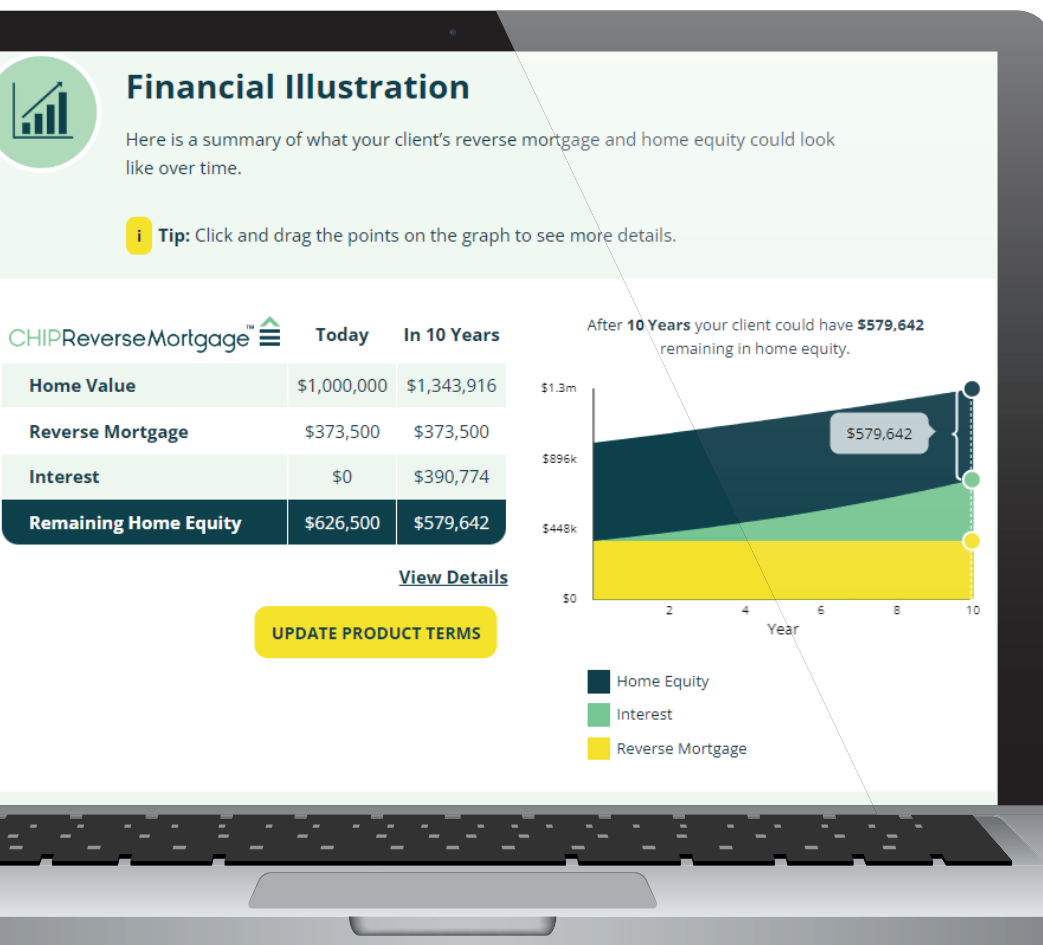 Financial Illustration
Here is a summary of what your client's reverse mortgage and home equity could look
like over time.
i Tip: Click and drag the points on the graph to see more details.
CHIPReverseMortgage™ Today In 10 Years
Home Value $1,000,000 $1,343,916
Reverse Mortgage $373,500 $373,500
Interest $0 $390,774
Remaining Home Equity $626,500 $579,642
View Details
UPDATE PRODUCT TERMS
After 10 Years your client could have $579,642
remaining in home equity.
$1.3m
$579,642
$896k
$448k
$0
2 4 6 8 10
Year
Home Equity
Interest
Reverse Mortgage